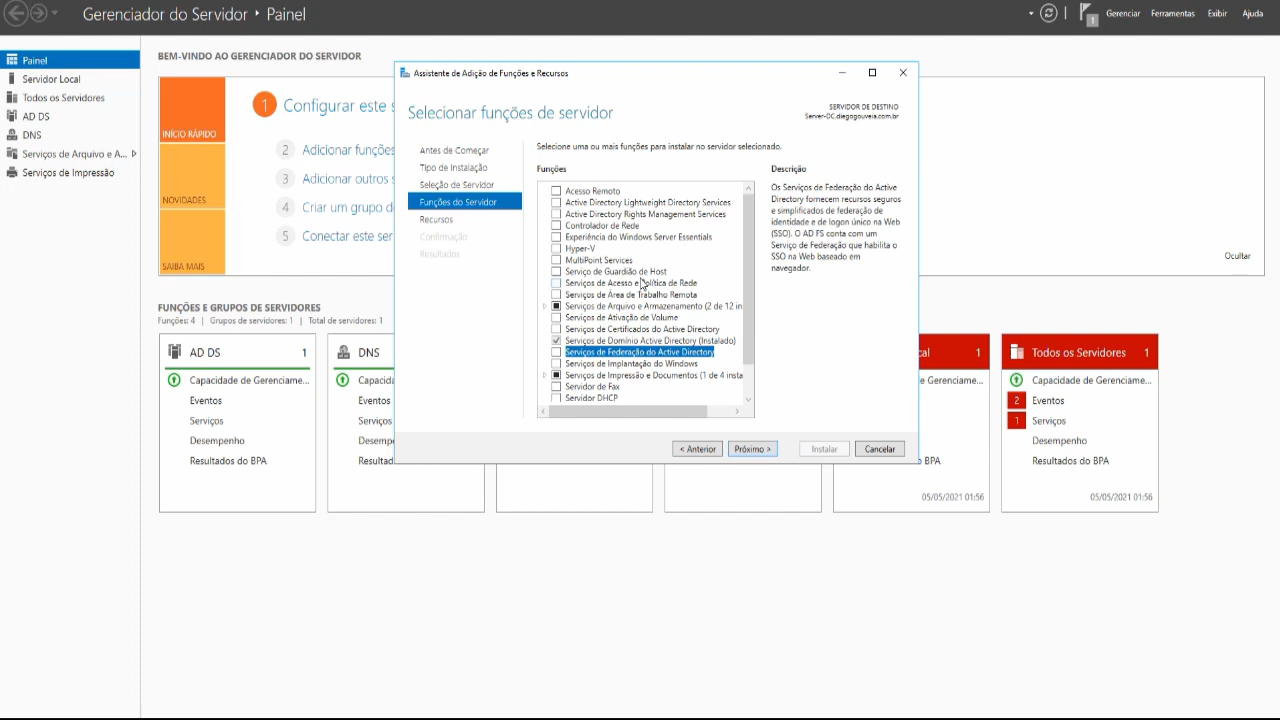 Gerenciador do Servidor ‣ Painel
1
Gerenciar
Ferramentas
Exibir
Ajuda
Painel
Servidor Local
Todos os Servidores
AD DS
DNS
Serviços de Arquivo e A...
Serviços de Impressão
BEM-VINDO AO GERENCIADOR DO SERVIDOR
INÍCIO RÁPIDO
NOVIDADES
SAIBA MAIS
1 Configurar este s
2 Adicionar funções
3 Adicionar outros s
4 Criar um grupo d
5 Conectar este ser
Ocultar
Assistente de Adição de Funções e Recursos
Selecionar funções de servidor
SERVIDOR DE DESTINO
Server-DC.diegogouveia.com.br
Antes de Começar
Tipo de Instalação
Seleção de Servidor
Funções do Servidor
Recursos
Confirmação
Resultados
Selecione uma ou mais funções para instalar no servidor selecionado.
Funções
Acesso Remoto
Active Directory Lightweight Directory Services
Active Directory Rights Management Services
Controlador de Rede
Experiência do Windows Server Essentials
Hyper-V
MultiPoint Services
Serviço de Guardião de Host
Serviços de Acesso e Política de Rede
Serviços de Área de Trabalho Remota
Serviços de Arquivo e Armazenamento (2 de 12 in
Serviços de Ativação de Volume
Serviços de Certificados do Active Directory
Serviços de Domínio Active Directory (Instalado)
Serviços de Federação do Active Directory
Serviços de Implantação do Windows
Serviços de Impressão e Documentos (1 de 4 insta
Servidor de Fax
Servidor DHCP
Descrição
Os Serviços de Federação do Active
Directory fornecem recursos seguros
e simplificados de federação de
identidade e de logon único na Web
(SSO). O AD FS conta com um
Serviço de Federação que habilita o
SSO na Web baseado em
navegador.
< Anterior
Próximo >
Instalar
Cancelar
FUNÇÕES E GRUPOS DE SERVIDORES
Funções: 4 | Grupos de servidores: 1 | Total de servidores: 1
AD DS 1
Capacidade de Gerenciame...
Eventos
Serviços
Desempenho
Resultados do BPA
DNS
Capacida
Eventos
Serviços
Desemp
Resultad
cal 1
e Gerenciame...
BPA
05/05/2021 01:56
Todos os Servidores 1
Capacidade de Gerenciame...
2 Eventos
1 Serviços
Desempenho
Resultados do BPA
05/05/2021 01:56